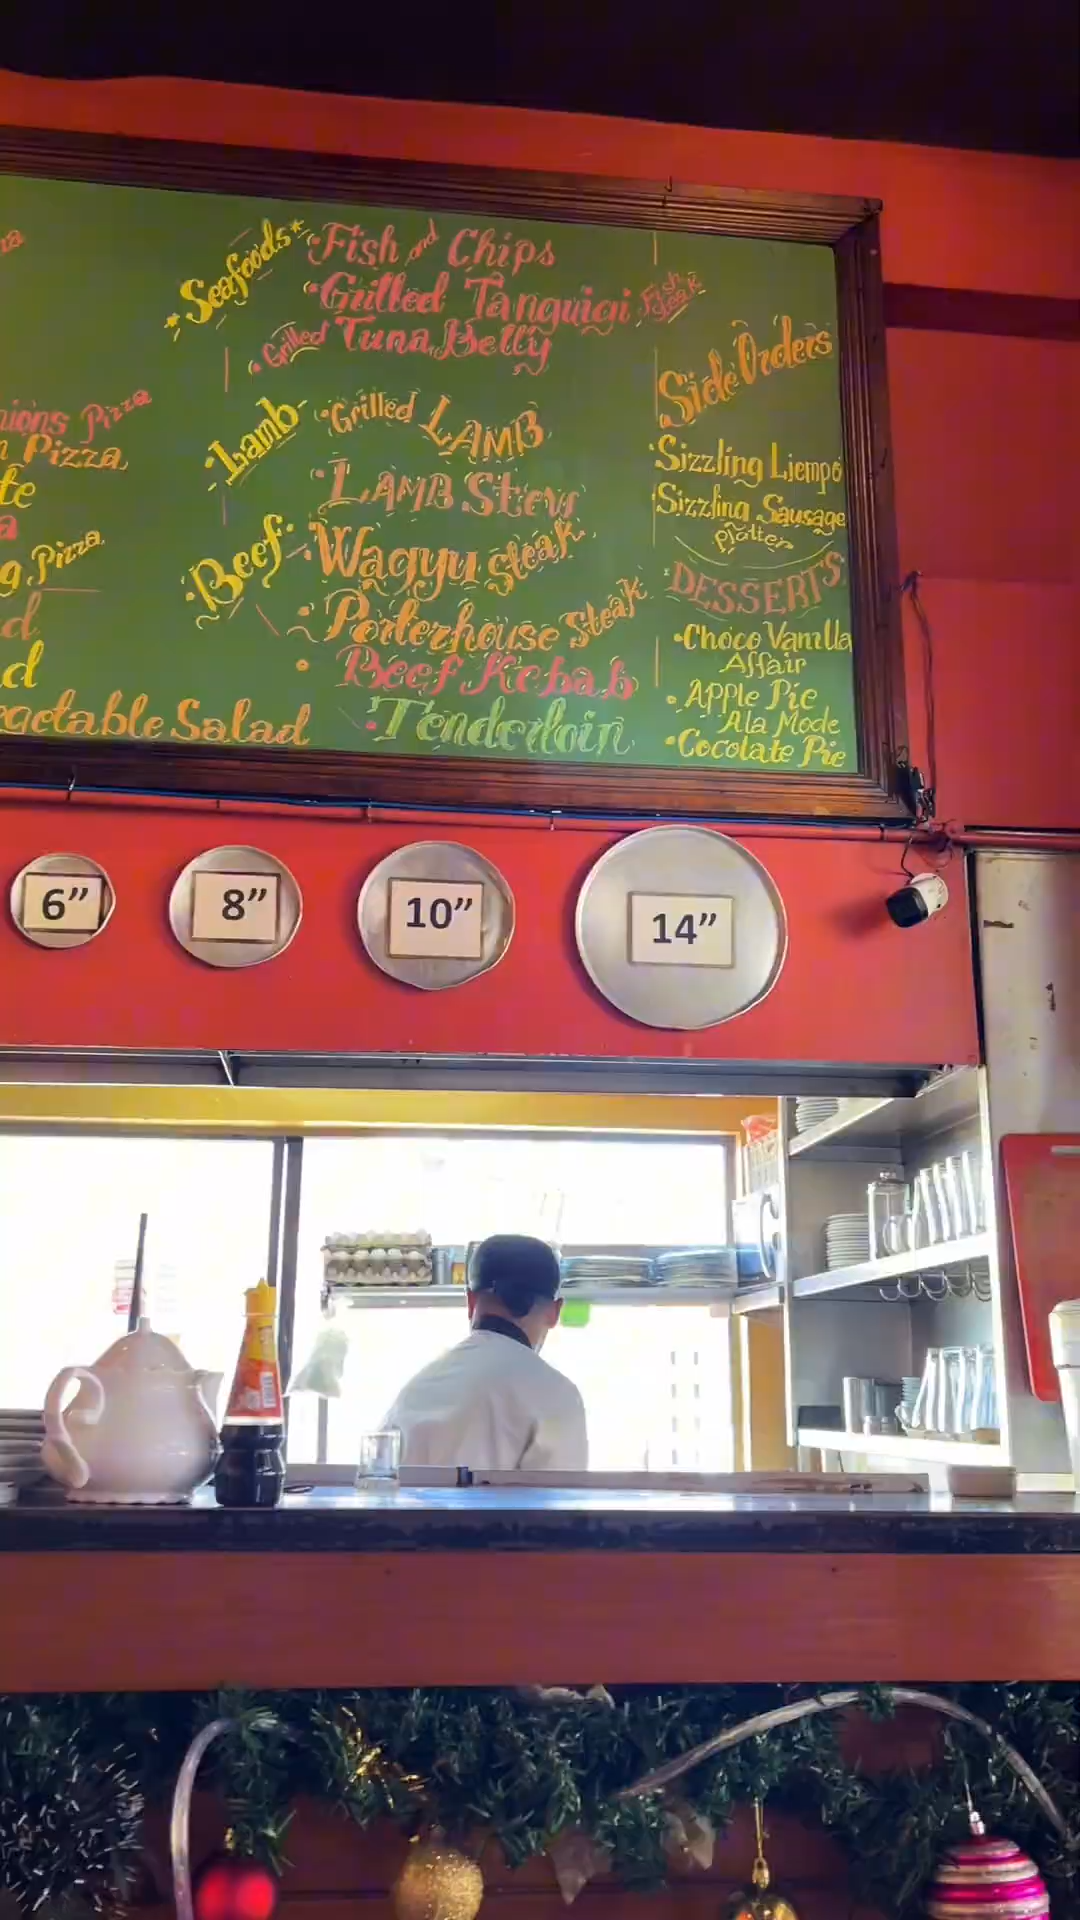 Seafoods
Fish and Chips
Grilled Tanguigi Fish Steak
Grilled Tuna Belly
Lamb
Grilled LAMB
LAMB Stew
Beef
Wagyu Steak
Porterhouse Steak
Beef Kebab
Tenderloin
Pizza
Pizza
Pizza
Salad
Side Orders
Sizzling Liempo
Sizzling Sausage
Platter
DESSERTS
Choco Vanilla
Affair
Apple Pie
Ala Mode
Cocolate Pie
6”
8”
10”
14”